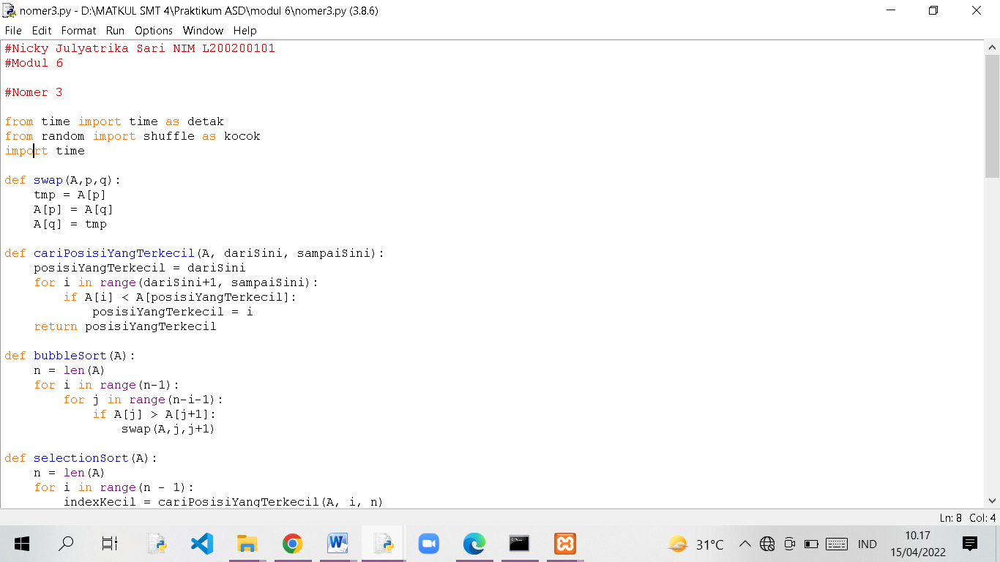 nomer3.py - D:\MATKUL SMT 4\Praktikum ASD\modul 6\nomer3.py (3.8.6)
File Edit Format Run Options Window Help
#Nicky Julyatrika Sari NIM L200200101
#Modul 6
#Nomer 3
from time import time as detak
from random import shuffle as kocok
import time
def swap(A,p,q):
    tmp = A[p]
    A[p] = A[q]
    A[q] = tmp
def cariPosisiYangTerkecil(A, dariSini, sampaiSini):
    posisiYangTerkecil = dariSini
    for i in range(dariSini+1, sampaiSini):
        if A[i] < A[posisiYangTerkecil]:
            posisiYangTerkecil = i
    return posisiYangTerkecil
def bubbleSort(A):
    n = len(A)
    for i in range(n-1):
        for j in range(n-i-1):
            if A[j] > A[j+1]:
                swap(A,j,j+1)
def selectionSort(A):
    n = len(A)
    for i in range(n - 1):
        indexKecil = cariPosisiYangTerkecil(A, i, n)
Ln: 8 Col: 4
31°C
IND
10.17
15/04/2022